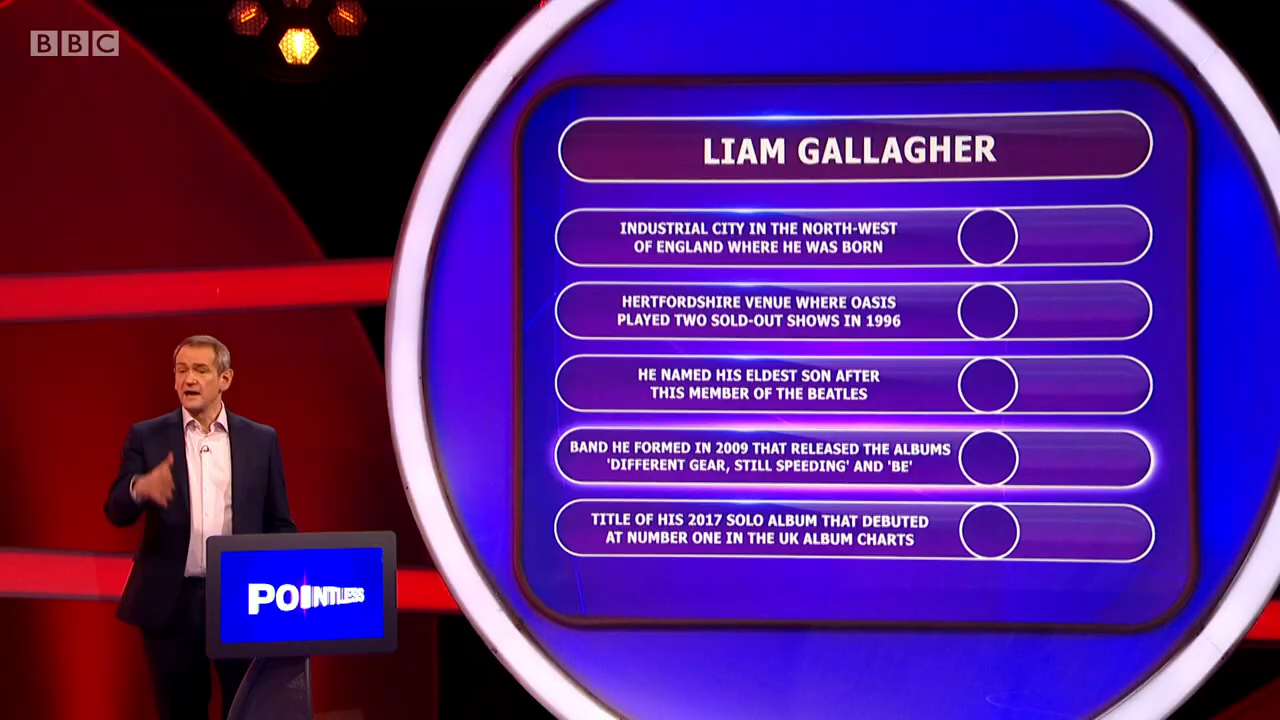 BBC
LIAM GALLAGHER
INDUSTRIAL CITY IN THE NORTH-WEST
OF ENGLAND WHERE HE WAS BORN
HERTFORDSHIRE VENUE WHERE OASIS
PLAYED TWO SOLD-OUT SHOWS IN 1996
HE NAMED HIS ELDEST SON AFTER
THIS MEMBER OF THE BEATLES
BAND HE FORMED IN 2009 THAT RELEASED THE ALBUMS
'DIFFERENT GEAR, STILL SPEEDING' AND 'BE'
TITLE OF HIS 2017 SOLO ALBUM THAT DEBUTED
AT NUMBER ONE IN THE UK ALBUM CHARTS
POINTLESS